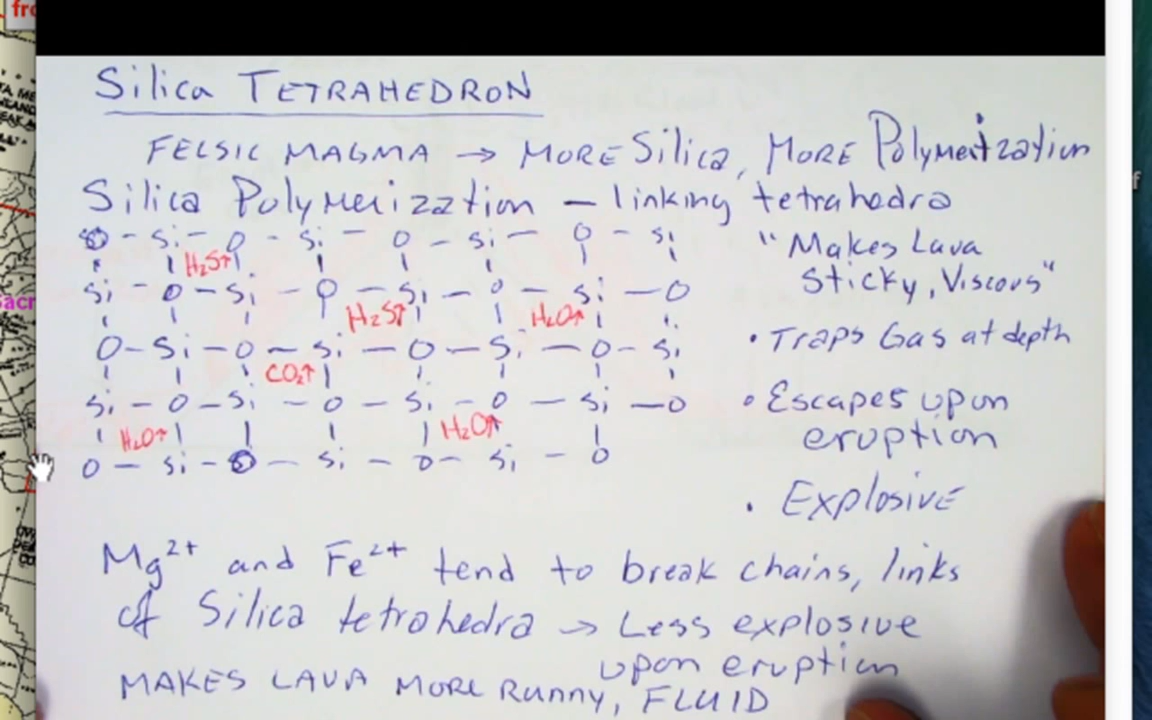 fro
Silica TETRAHEDRON
FELSIC MAGMA → MORE Silica, MORE Polymerization
Silica Polymerization – linking tetrahedra
O - Si - O - Si - O - Si - O - Si
"Makes Lava
H₂S↑
Si - O - Si - O - Si - O - Si - O
Sticky, Viscous"
H₂S↑ H₂O↑
O - Si - O - Si - O - Si - O - Si
• Traps Gas at depth
CO₂↑
Si - O - Si - O - Si - O - Si - O
• Escapes upon
H₂O↑ H₂O↑
eruption
O - Si - O - Si - O - Si - O
• Explosive
Mg²⁺ and Fe²⁺ tend to break chains, links
of Silica tetrahedra → Less explosive
upon eruption
MAKES LAVA MORE Runny, FLUID
Sacr
f